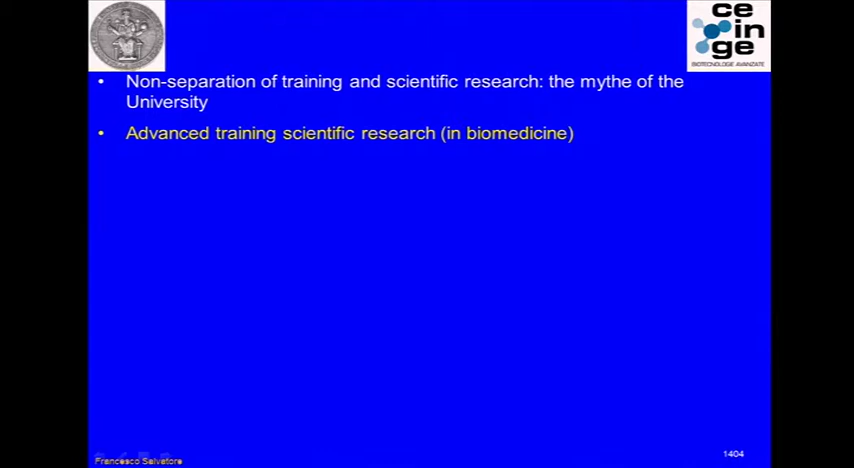 ce
in
ge
BIOTECNOLOGIE AVANZATE
• Non-separation of training and scientific research: the mythe of the
University
• Advanced training scientific research (in biomedicine)
Francesco Salvatore
1404